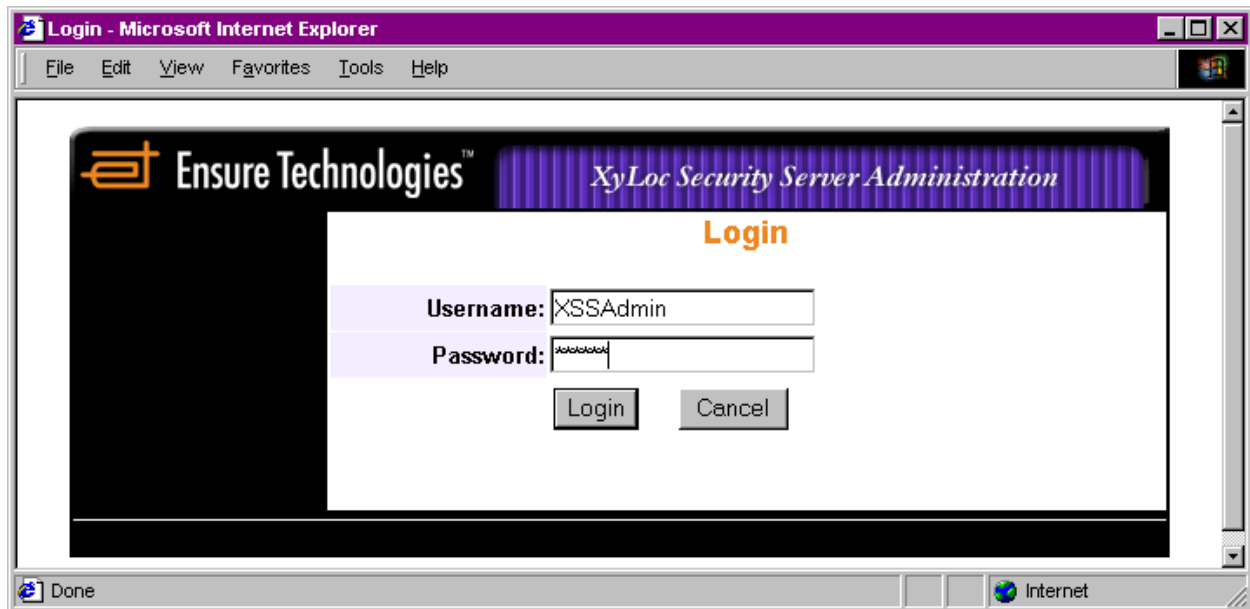 Login - Microsoft Internet Explorer
File Edit View Favorites Tools Help
Ensure Technologies™ XyLoc Security Server Administration
Login
Username: XSSAdmin
Password: *******
Login Cancel
Done Internet